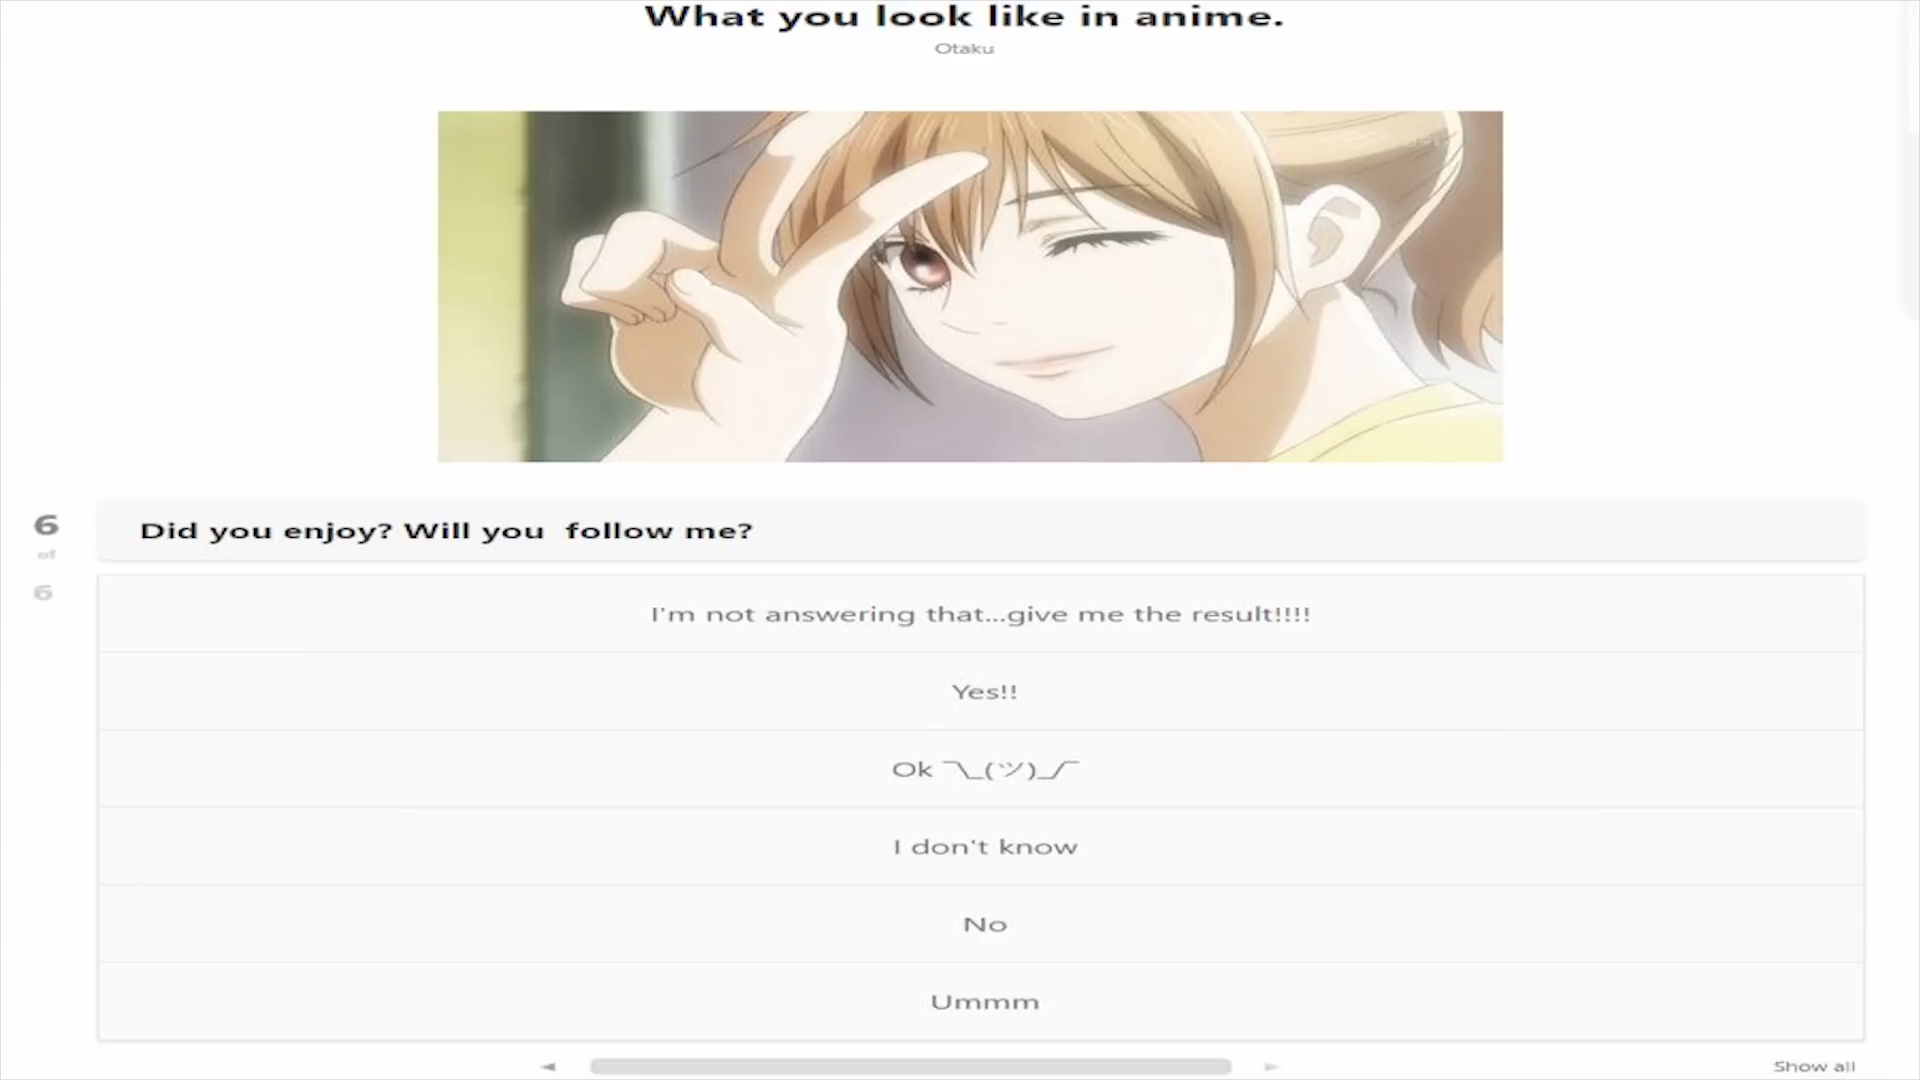 What you look like in anime.
Otaku
6
of
6
Did you enjoy? Will you follow me?
I'm not answering that...give me the result!!!!
Yes!!
Ok ¯\_(ツ)_/¯
I don't know
No
Ummm
Show all